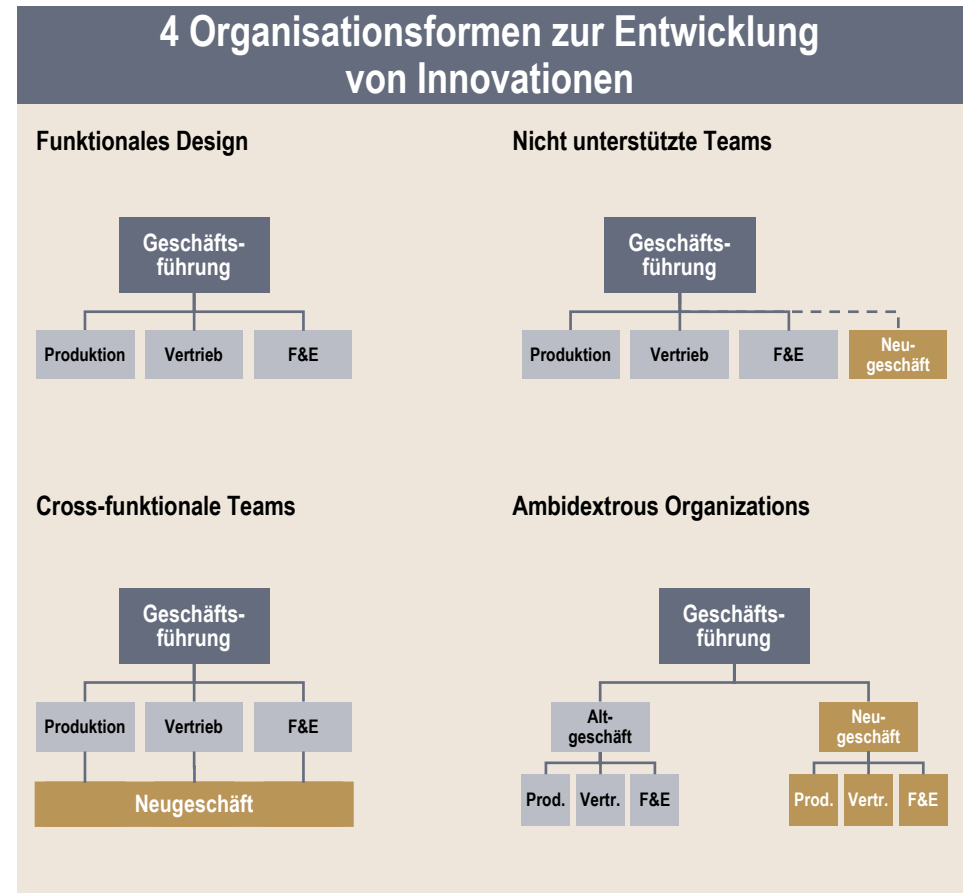 4 Organisationsformen zur Entwicklung
von Innovationen
Funktionales Design
Geschäfts-
führung
Produktion
Vertrieb
F&E
Nicht unterstützte Teams
Geschäfts-
führung
Produktion
Vertrieb
F&E
Neu-
geschäft
Cross-funktionale Teams
Geschäfts-
führung
Produktion
Vertrieb
F&E
Neugeschäft
Ambidextrous Organizations
Geschäfts-
führung
Alt-
geschäft
Neu-
geschäft
Prod.
Vertr.
F&E
Prod.
Vertr.
F&E